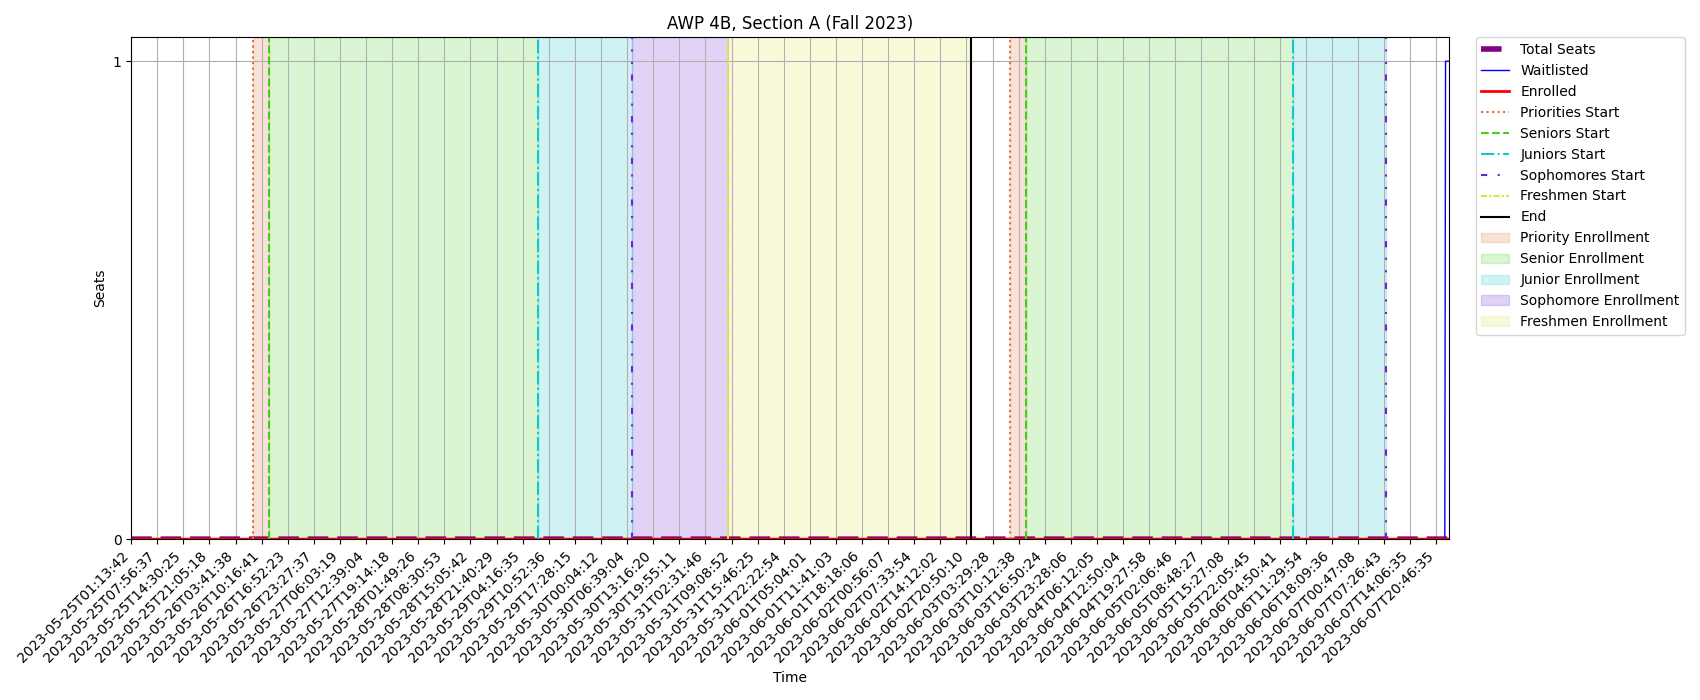 AWP 4B, Section A (Fall 2023)
Seats
1
0
2023-05-25T01:13:42
2023-05-25T07:56:37
2023-05-25T14:30:25
2023-05-25T21:05:18
2023-05-26T03:41:38
2023-05-26T10:16:41
2023-05-26T16:52:23
2023-05-26T23:27:37
2023-05-27T06:03:19
2023-05-27T12:39:04
2023-05-27T19:14:18
2023-05-28T01:49:26
2023-05-28T08:30:53
2023-05-28T15:05:42
2023-05-28T21:40:29
2023-05-29T04:16:35
2023-05-29T10:52:36
2023-05-29T17:28:15
2023-05-30T00:04:12
2023-05-30T06:39:04
2023-05-30T13:16:20
2023-05-30T19:55:11
2023-05-31T02:31:46
2023-05-31T09:08:52
2023-05-31T15:46:25
2023-05-31T22:22:54
2023-06-01T05:04:01
2023-06-01T11:41:03
2023-06-01T18:18:06
2023-06-02T00:56:07
2023-06-02T07:33:54
2023-06-02T14:12:02
2023-06-02T20:50:10
2023-06-03T03:29:28
2023-06-03T10:12:38
2023-06-03T16:50:24
2023-06-03T23:28:06
2023-06-04T06:12:05
2023-06-04T12:50:04
2023-06-04T19:27:58
2023-06-05T02:06:46
2023-06-05T08:48:27
2023-06-05T15:27:08
2023-06-05T22:05:45
2023-06-06T04:50:41
2023-06-06T11:29:54
2023-06-06T18:09:36
2023-06-07T00:47:08
2023-06-07T07:26:43
2023-06-07T14:06:35
2023-06-07T20:46:35
Time
Total Seats
Waitlisted
Enrolled
Priorities Start
Seniors Start
Juniors Start
Sophomores Start
Freshmen Start
End
Priority Enrollment
Senior Enrollment
Junior Enrollment
Sophomore Enrollment
Freshmen Enrollment